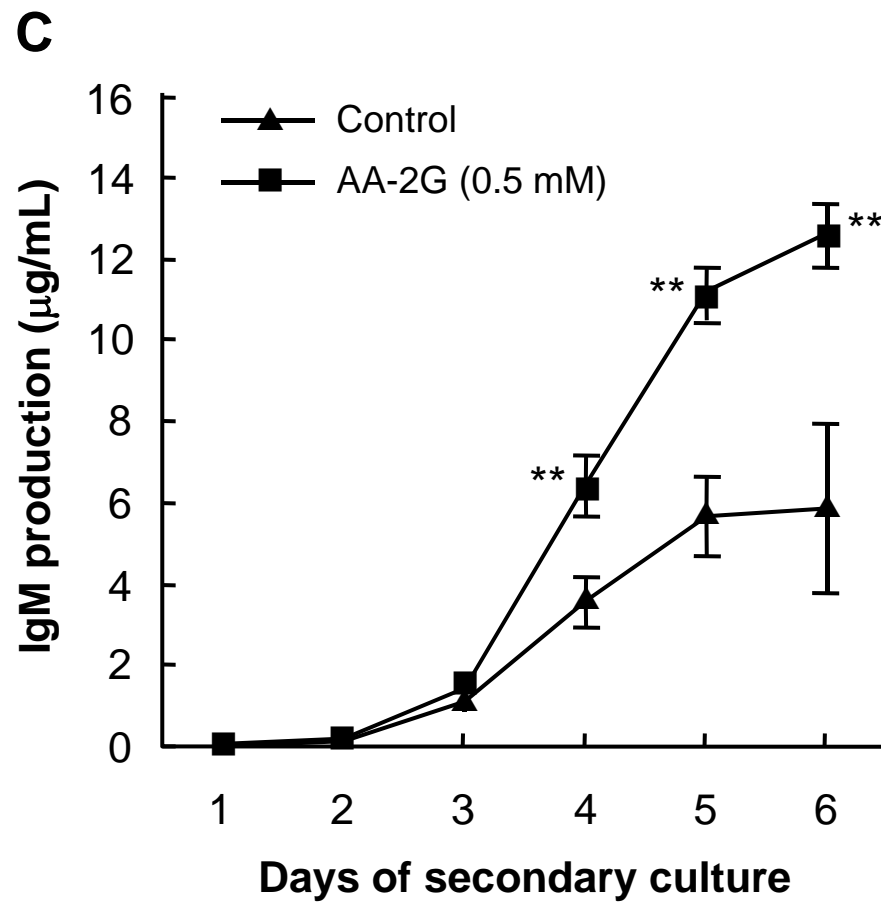 C
16
14
12
10
8
6
4
2
0
IgM production (μg/mL)
Control
AA-2G (0.5 mM)
**
**
**
1 2 3 4 5 6
Days of secondary culture